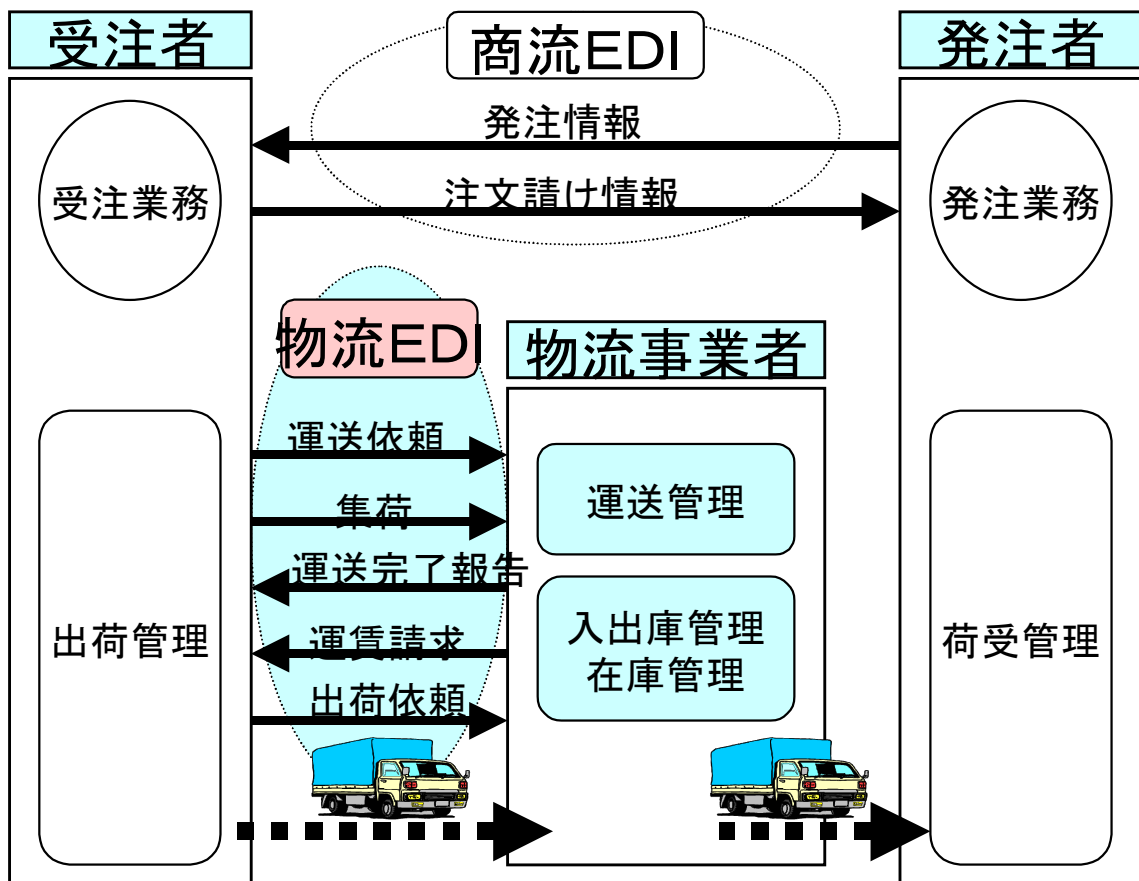 受注者
商流EDI
発注者
発注情報
注文請け情報
受注業務
発注業務
物流EDI
物流事業者
運送依頼
集荷
運送完了報告
運賃請求
出荷依頼
運送管理
入出庫管理
在庫管理
出荷管理
荷受管理